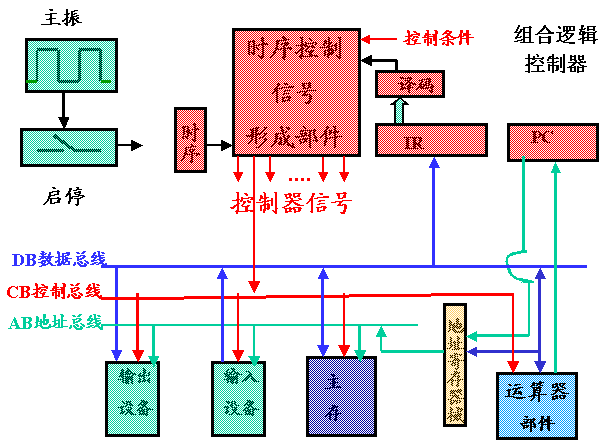 主振
启停
时序
时序控制
信号
形成部件
控制条件
译码
组合逻辑
控制器
IR
PC
....
控制器信号
DB数据总线
CB控制总线
AB地址总线
输出
设备
输入
设备
主
存
地址寄存器械
运算器
部件